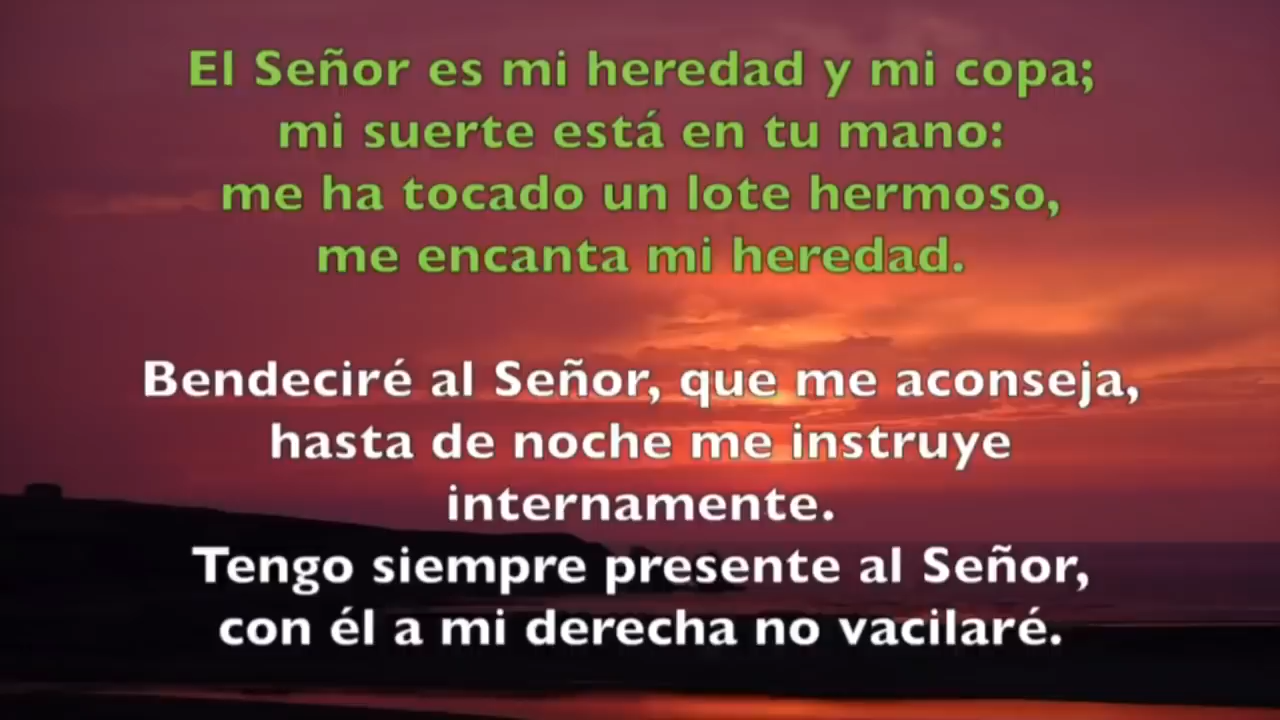 El Señor es mi heredad y mi copa;
mi suerte está en tu mano:
me ha tocado un lote hermoso,
me encanta mi heredad.
Bendeciré al Señor, que me aconseja,
hasta de noche me instruye
internamente.
Tengo siempre presente al Señor,
con él a mi derecha no vacilaré.